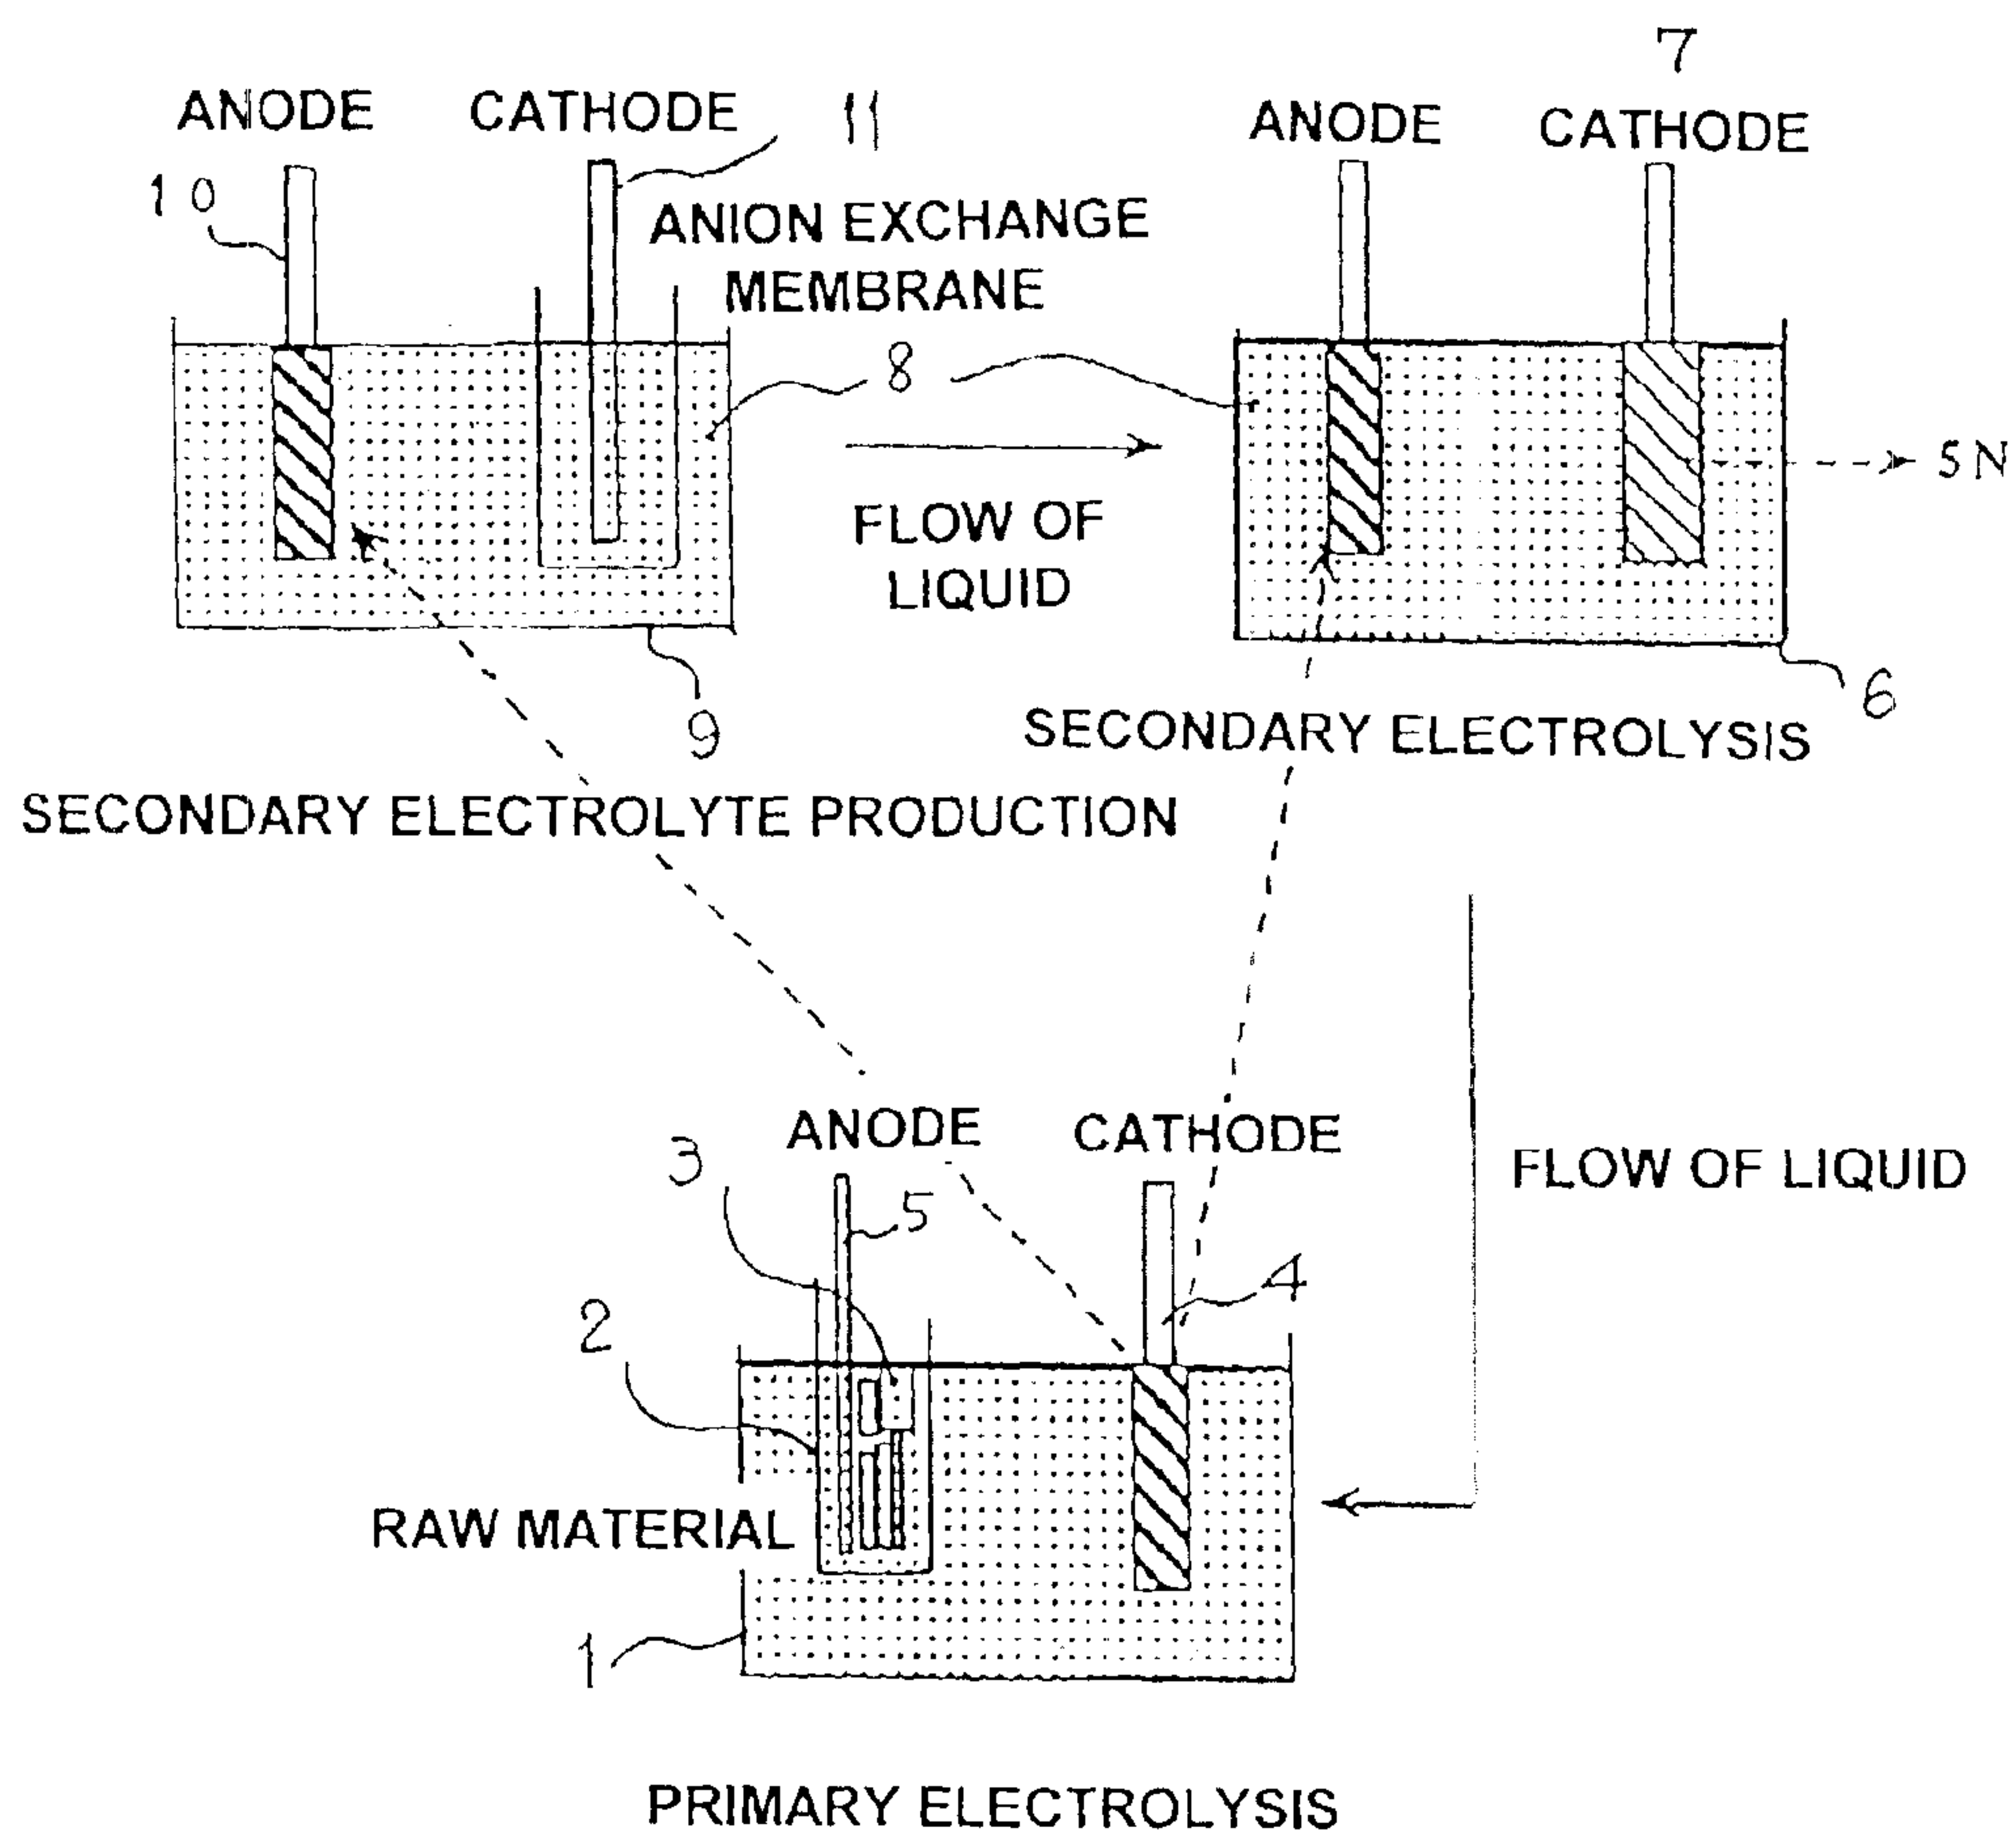 7
ANODE CATHODE 11
ANODE CATHODE
10
ANION EXCHANGE
MEMBRANE
8
5N
FLOW OF
LIQUID
6
9
SECONDARY ELECTROLYSIS
SECONDARY ELECTROLYTE PRODUCTION
ANODE CATHODE
3
5
FLOW OF LIQUID
4
2
RAW MATERIAL
1
PRIMARY ELECTROLYSIS